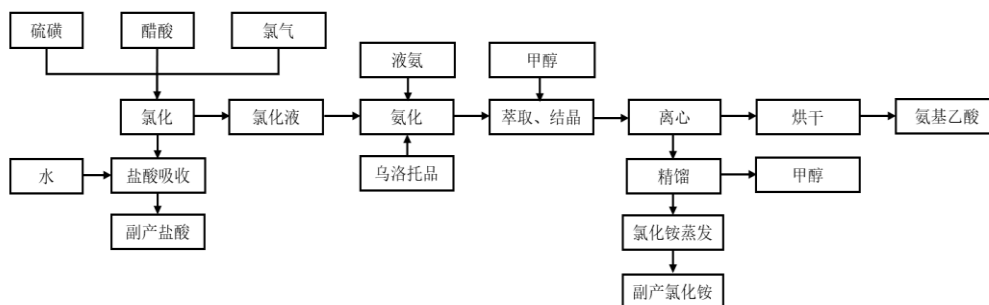 硫磺
醋酸
氯气
液氨
甲醇
氯化
氯化液
氨化
萃取、结晶
离心
烘干
氨基乙酸
水
盐酸吸收
乌洛托品
精馏
甲醇
副产盐酸
氯化铵蒸发
副产氯化铵